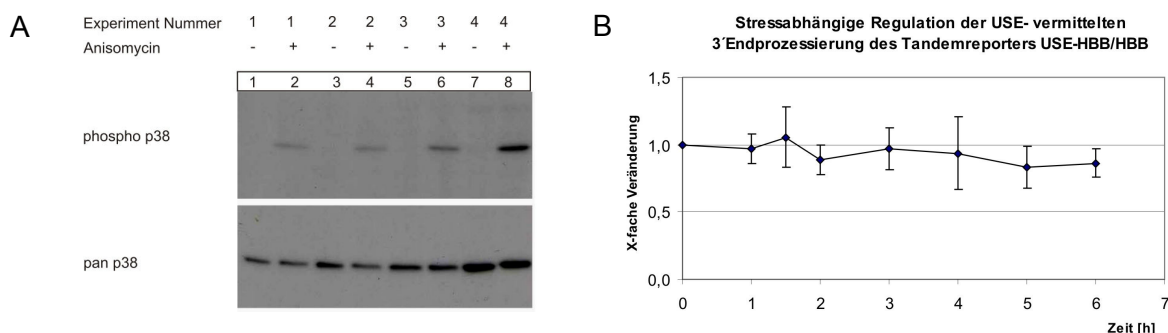 A
Experiment Nummer 1 1 2 2 3 3 4 4
Anisomycin - + - + - + - +
1 2 3 4 5 6 7 8
phospho p38
pan p38
B
Stressabhängige Regulation der USE- vermittelten
3´Endprozessierung des Tandemreporters USE-HBB/HBB
X-fache Veränderung
1,5
1,0
0,5
0,0
0 1 2 3 4 5 6 7
Zeit [h]